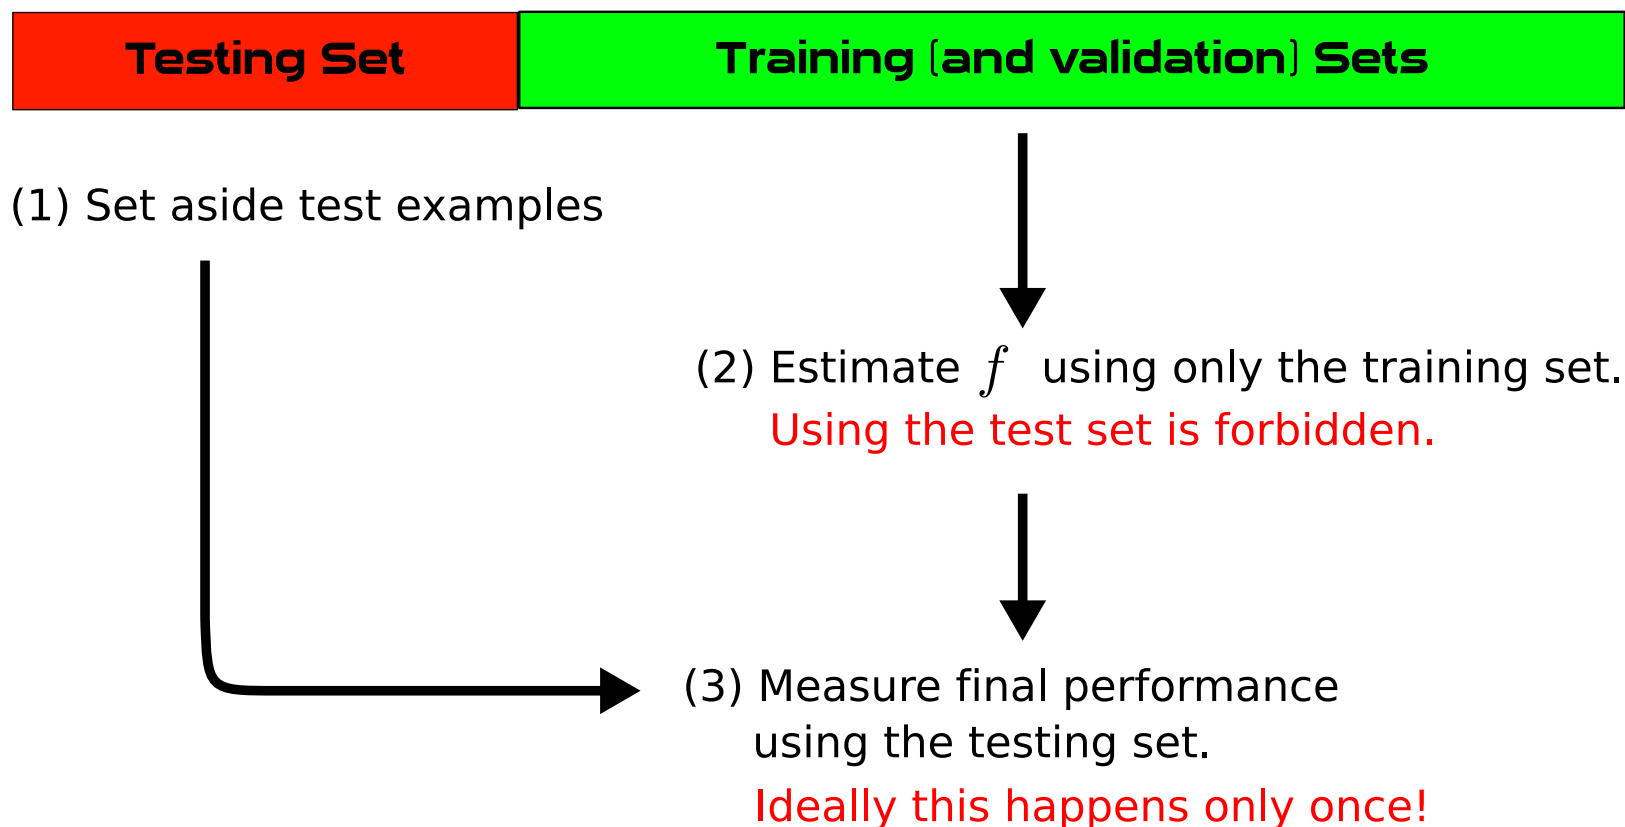 Testing Set
Training (and validation) Sets
(1) Set aside test examples
(2) Estimate f using only the training set.
Using the test set is forbidden.
(3) Measure final performance
using the testing set.
Ideally this happens only once!